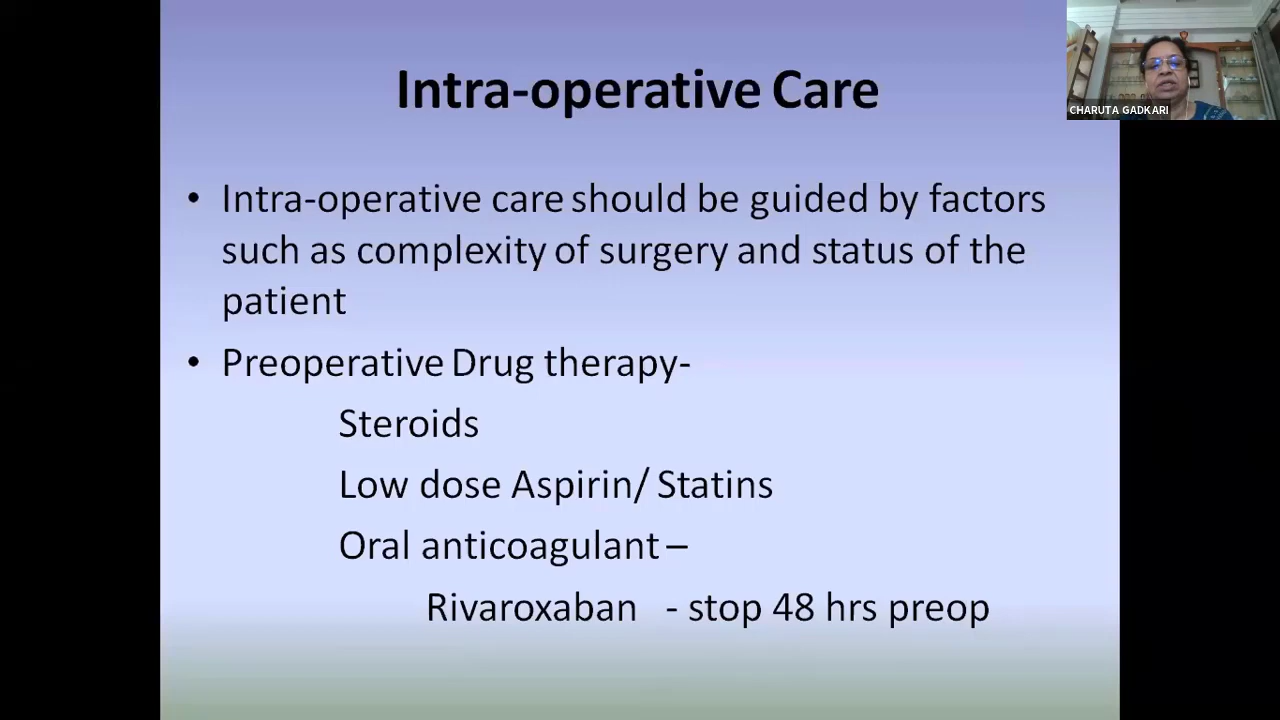 Intra-operative Care
CHARUTA GADKARI
• Intra-operative care should be guided by factors
such as complexity of surgery and status of the
patient
• Preoperative Drug therapy-
Steroids
Low dose Aspirin/ Statins
Oral anticoagulant –
Rivaroxaban - stop 48 hrs preop